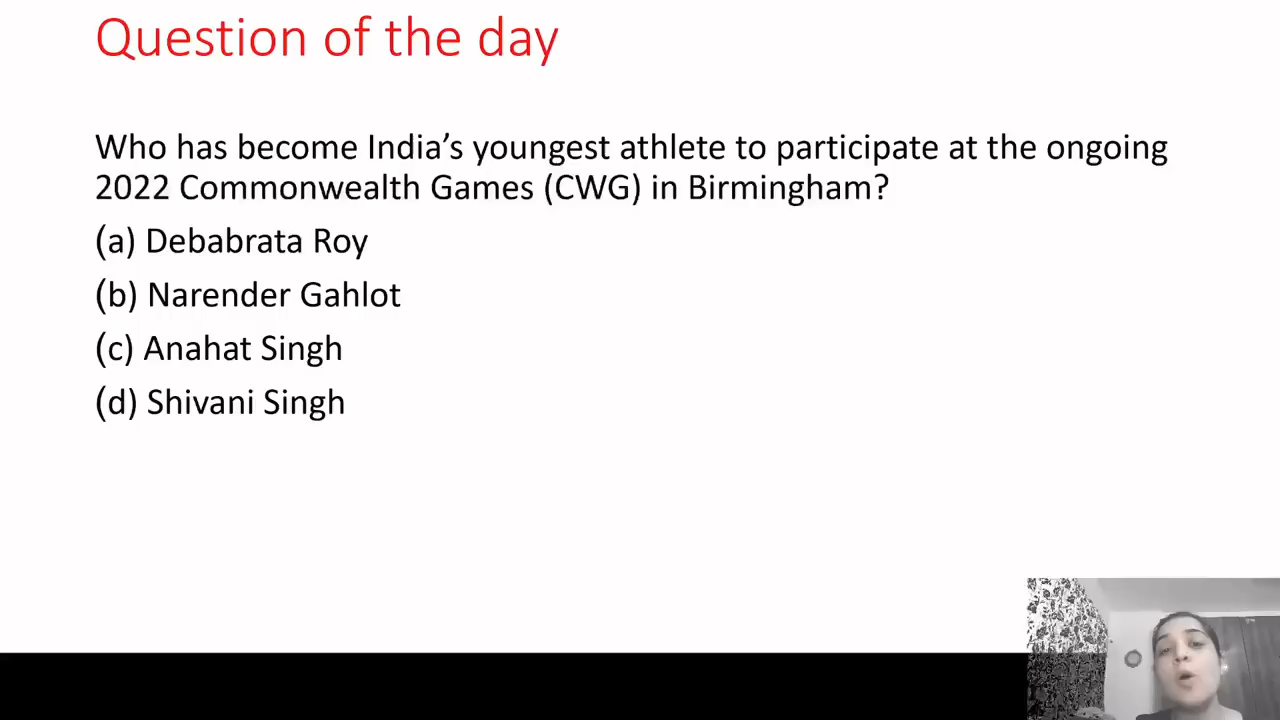 Question of the day
Who has become India’s youngest athlete to participate at the ongoing
2022 Commonwealth Games (CWG) in Birmingham?
(a) Debabrata Roy
(b) Narender Gahlot
(c) Anahat Singh
(d) Shivani Singh